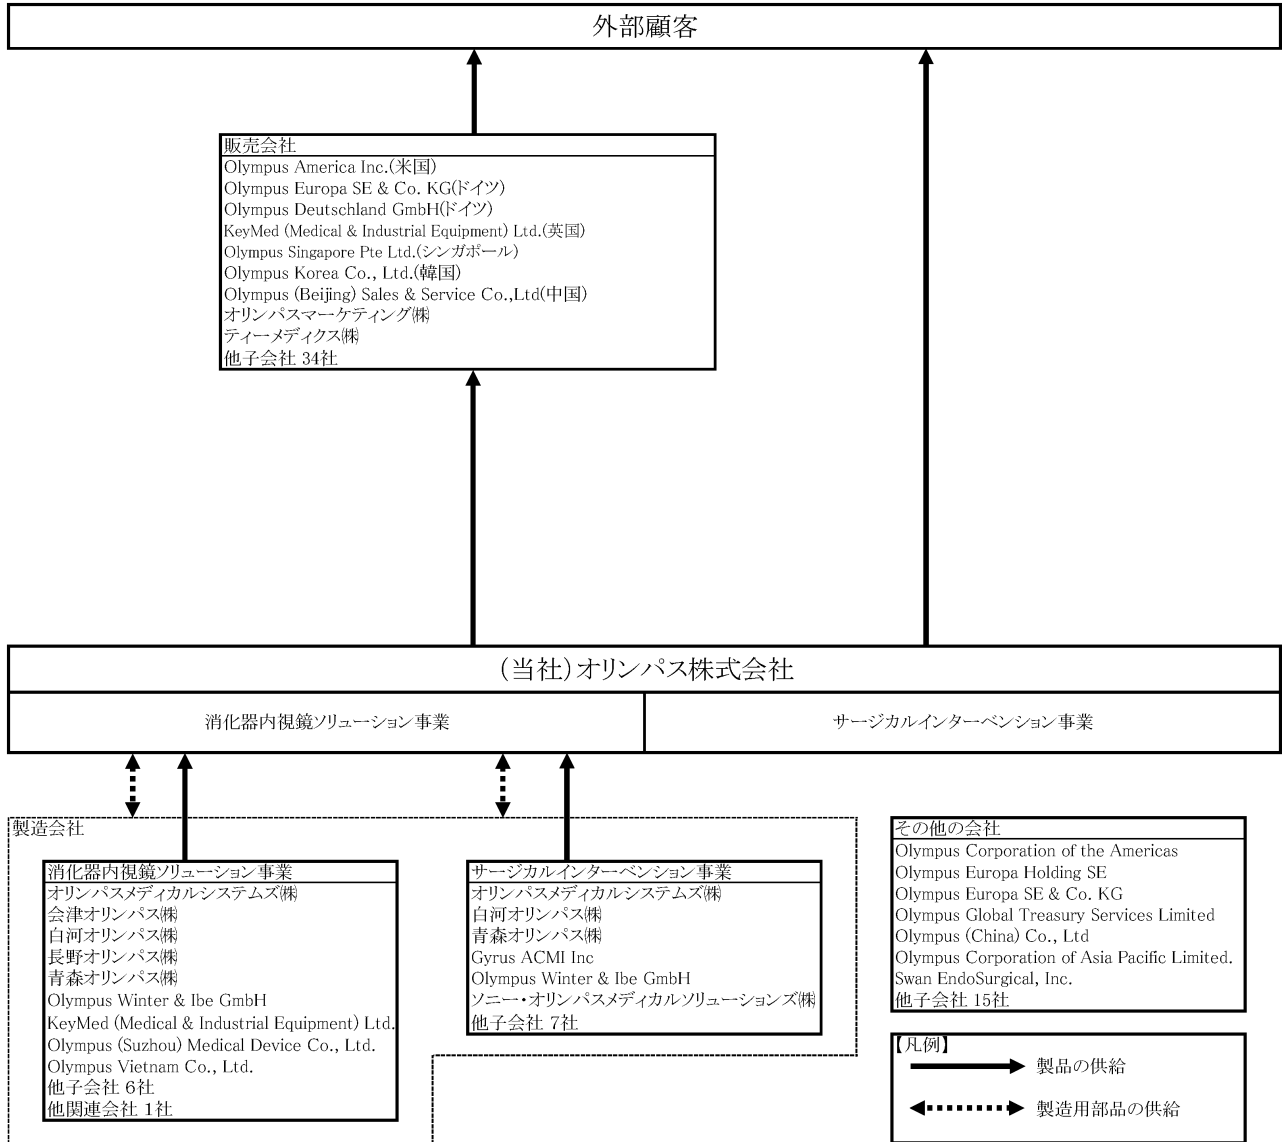 外部顧客
販売会社
Olympus America Inc.(米国)
Olympus Europa SE & Co. KG(ドイツ)
Olympus Deutschland GmbH(ドイツ)
KeyMed (Medical & Industrial Equipment) Ltd.(英国)
Olympus Singapore Pte Ltd.(シンガポール)
Olympus Korea Co., Ltd.(韓国)
Olympus (Beijing) Sales & Service Co.,Ltd(中国)
オリンパスマーケティング㈱
ティーメディクス㈱
他子会社 34社
(当社)オリンパス株式会社
消化器内視鏡ソリューション事業
サージカルインターベンション事業
製造会社
消化器内視鏡ソリューション事業
オリンパスメディカルシステムズ㈱
会津オリンパス㈱
白河オリンパス㈱
長野オリンパス㈱
青森オリンパス㈱
Olympus Winter & Ibe GmbH
KeyMed (Medical & Industrial Equipment) Ltd.
Olympus (Suzhou) Medical Device Co., Ltd.
Olympus Vietnam Co., Ltd.
他子会社 6社
他関連会社 1社
サージカルインターベンション事業
オリンパスメディカルシステムズ㈱
白河オリンパス㈱
青森オリンパス㈱
Gyrus ACMI Inc
Olympus Winter & Ibe GmbH
ソニー・オリンパスメディカルソリューションズ㈱
他子会社 7社
その他の会社
Olympus Corporation of the Americas
Olympus Europa Holding SE
Olympus Europa SE & Co. KG
Olympus Global Treasury Services Limited
Olympus (China) Co., Ltd
Olympus Corporation of Asia Pacific Limited.
Swan EndoSurgical, Inc.
他子会社 15社
【凡例】
製品の供給
製造用部品の供給